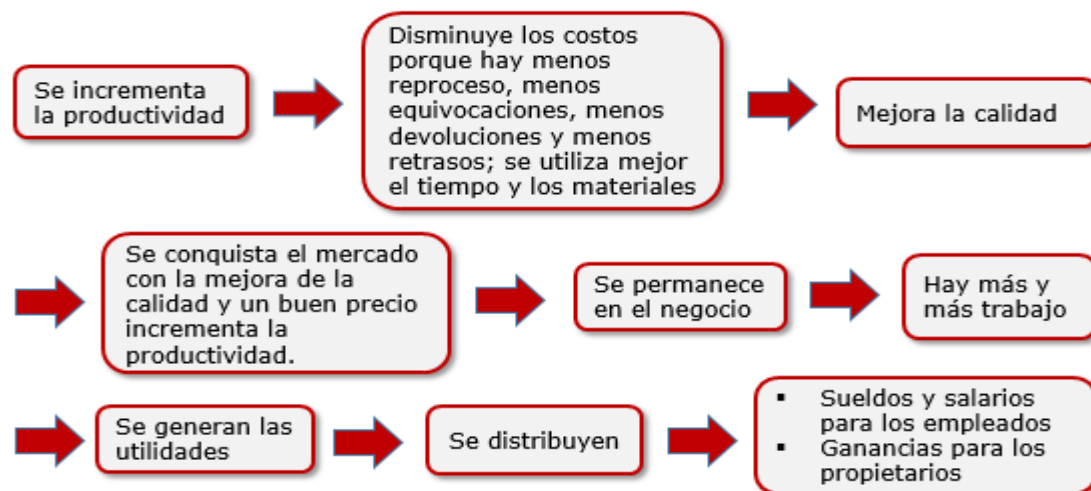 Se incrementa
la productividad
Disminuye los costos
porque hay menos
reproceso, menos
equivocaciones, menos
devoluciones y menos
retrasos; se utiliza mejor
el tiempo y los materiales
Mejora la calidad
Se conquista el mercado
con la mejora de la
calidad y un buen precio
incrementa la
productividad.
Se permanece
en el negocio
Hay más y
más trabajo
Se generan las
utilidades
Se distribuyen
▪ Sueldos y salarios
para los empleados
▪ Ganancias para los
propietarios